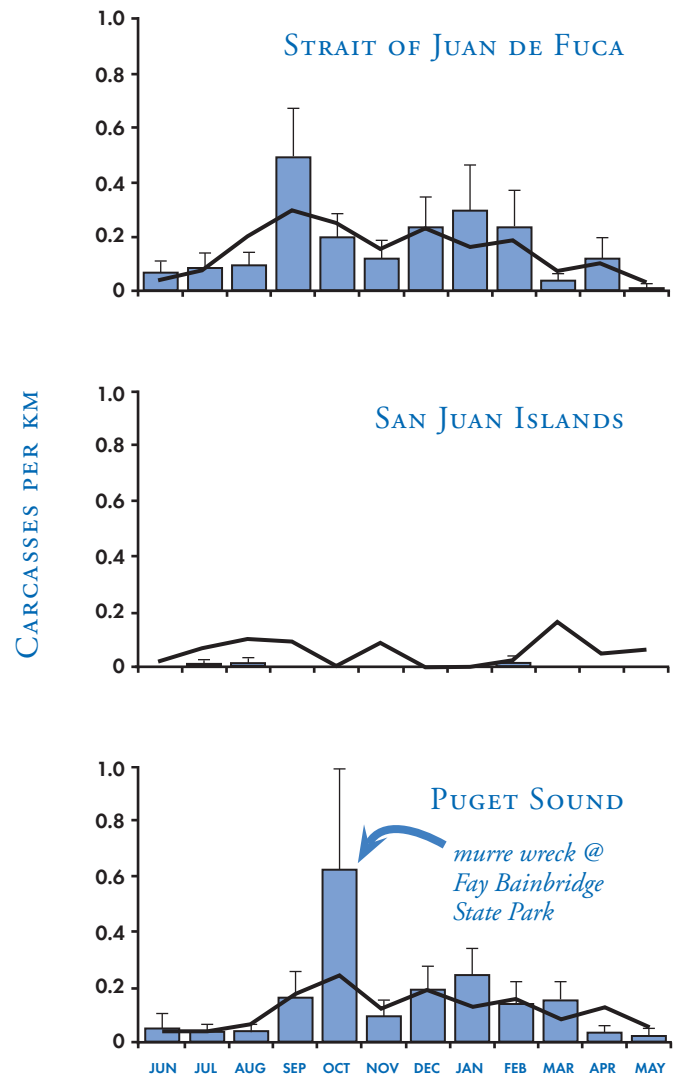 1.0
STRAIT OF JUAN DE FUCA
0.8
0.6
0.4
0.2
0
CARCASSES PER KM
1.0
SAN JUAN ISLANDS
0.8
0.6
0.4
0.2
0
1.0
PUGET SOUND
0.8
murre wreck @
Fay Bainbridge
State Park
0.6
0.4
0.2
0
JUN JUL AUG SEP OCT NOV DEC JAN FEB MAR APR MAY